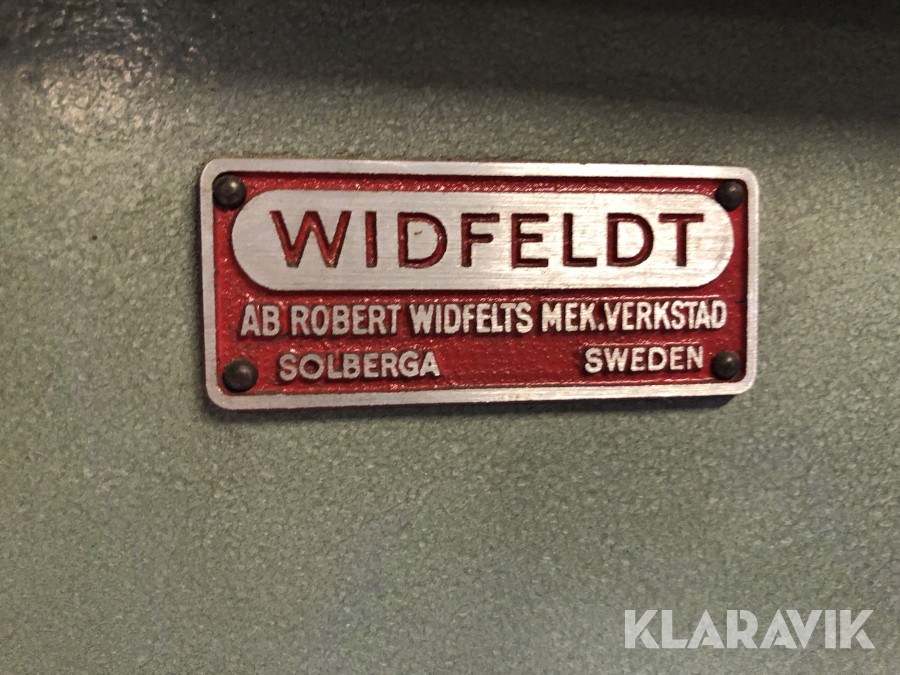 WIDFELDT
AB ROBERT WIDFELTS MEK.VERKSTAD
SOLBERGA SWEDEN
KLARAVIK